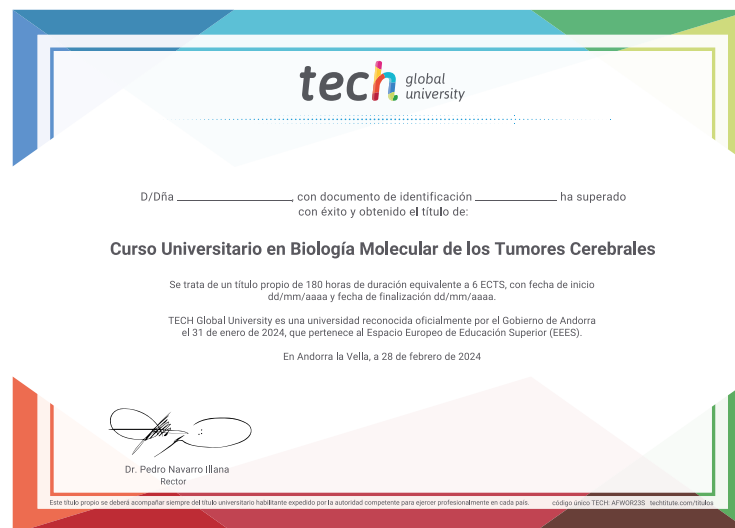 tech global university
D/Dña ____________, con documento de identificación ____________ ha superado
con éxito y obtenido el título de:
Curso Universitario en Biología Molecular de los Tumores Cerebrales
Se trata de un título propio de 180 horas de duración equivalente a 6 ECTS, con fecha de inicio
dd/mm/aaaa y fecha de finalización dd/mm/aaaa.
TECH Global University es una universidad reconocida oficialmente por el Gobierno de Andorra
el 31 de enero de 2024, que pertenece al Espacio Europeo de Educación Superior (EEES).
En Andorra la Vella, a 28 de febrero de 2024
Dr. Pedro Navarro Illana
Rector
Este título propio se deberá acompañar siempre del título universitario habilitante expedido por la autoridad competente para ejercer profesionalmente en cada país. código único TECH: AFWOR23S techtitute.com/titulos